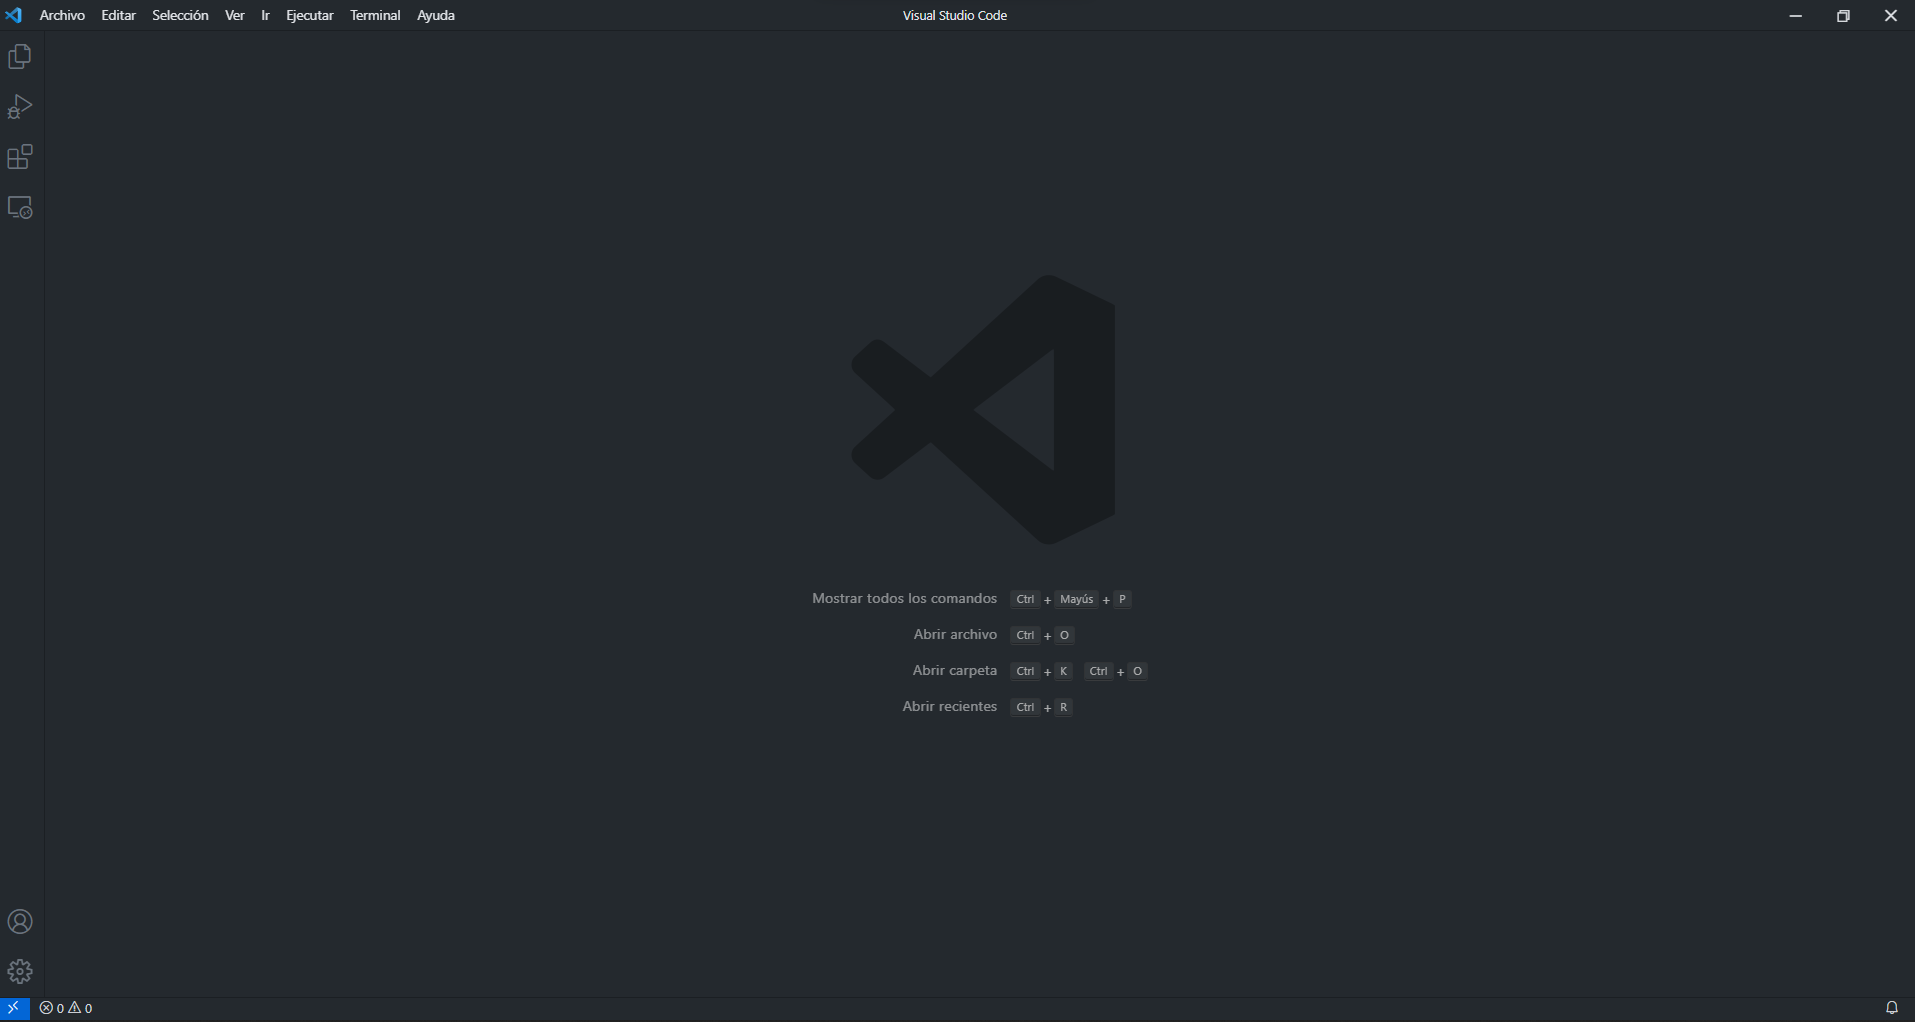 Archivo Editar Selección Ver Ir Ejecutar Terminal Ayuda
Visual Studio Code
Mostrar todos los comandos Ctrl + Mayús + P
Abrir archivo Ctrl + O
Abrir carpeta Ctrl + K Ctrl + O
Abrir recientes Ctrl + R
0 0